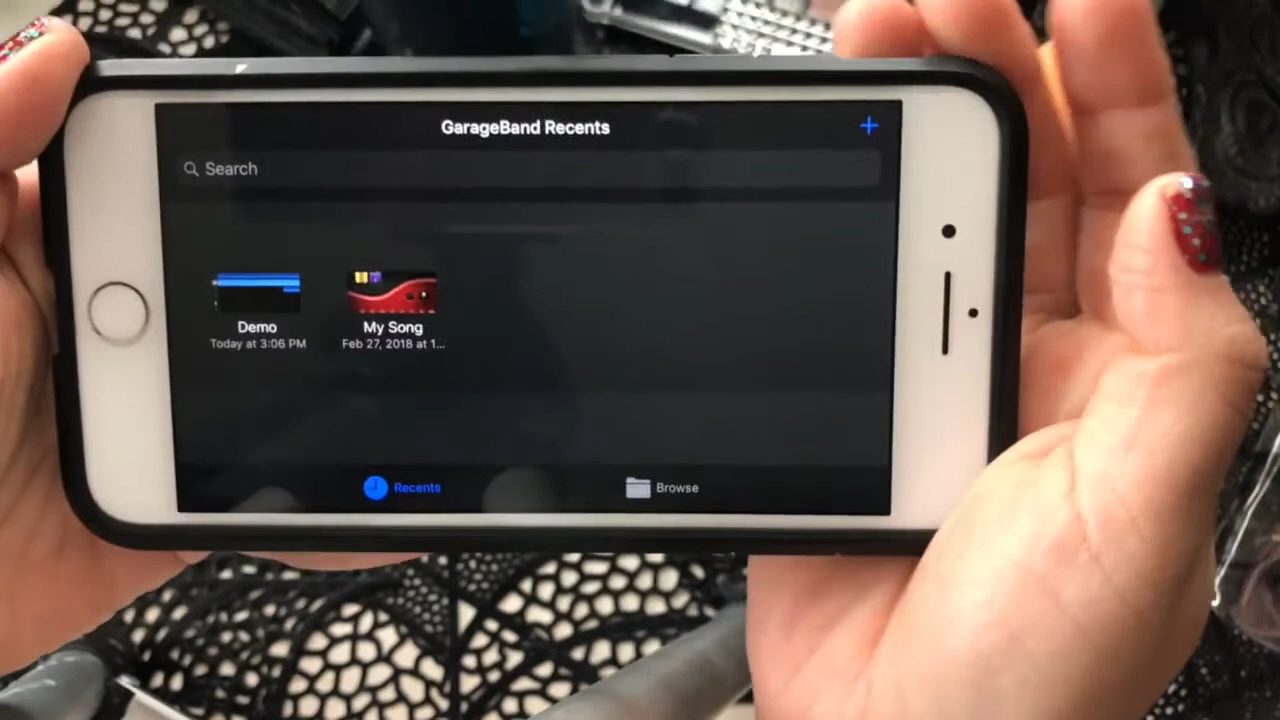 GarageBand Recents
Search
Demo
Today at 3:06 PM
My Song
Feb 27, 2018 at 1...
Recents
Browse